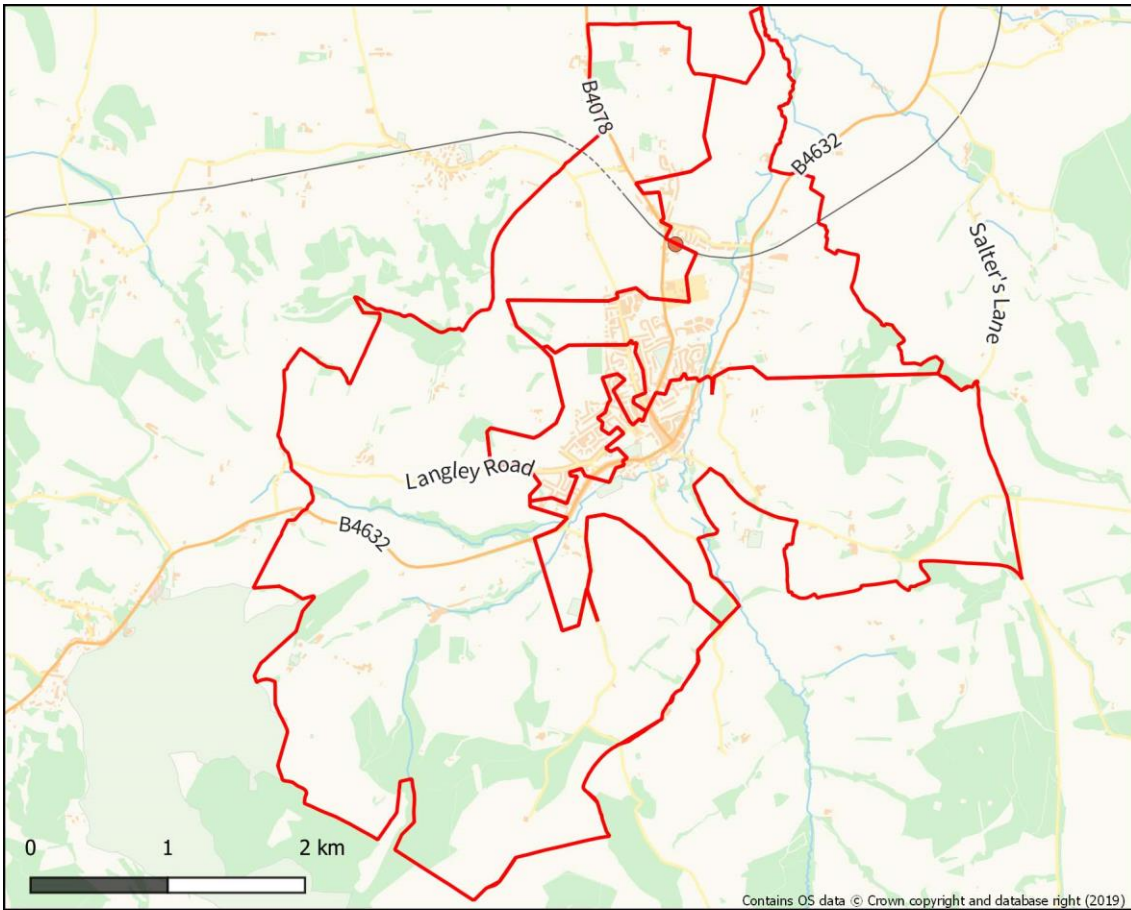 B4078
B4632
Salter's Lane
Langley Road
B4632
0 1 2 km
Contains OS data © Crown copyright and database right (2019)